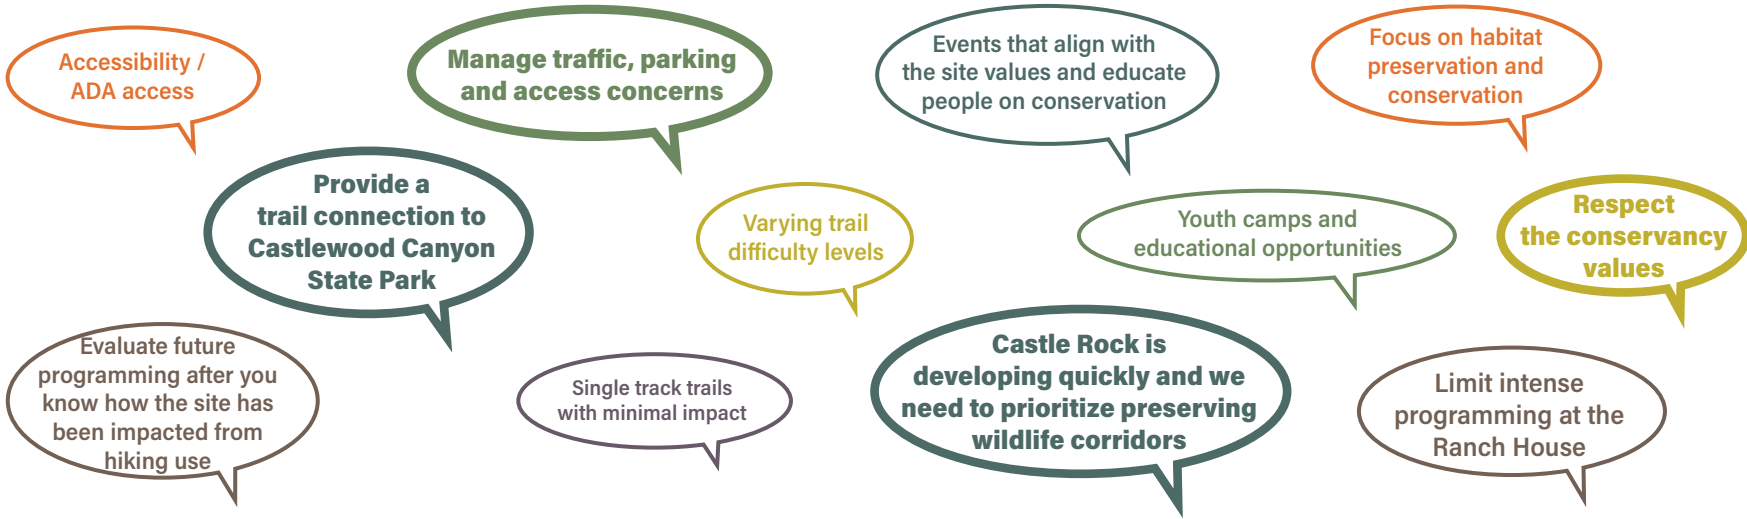 Accessibility /
ADA access
Manage traffic, parking
and access concerns
Events that align with
the site values and educate
people on conservation
Focus on habitat
preservation and
conservation
Provide a
trail connection to
Castlewood Canyon
State Park
Varying trail
difficulty levels
Youth camps and
educational opportunities
Respect
the conservancy
values
Evaluate future
programming after you
know how the site has
been impacted from
hiking use
Single track trails
with minimal impact
Castle Rock is
developing quickly and we
need to prioritize preserving
wildlife corridors
Limit intense
programming at the
Ranch House